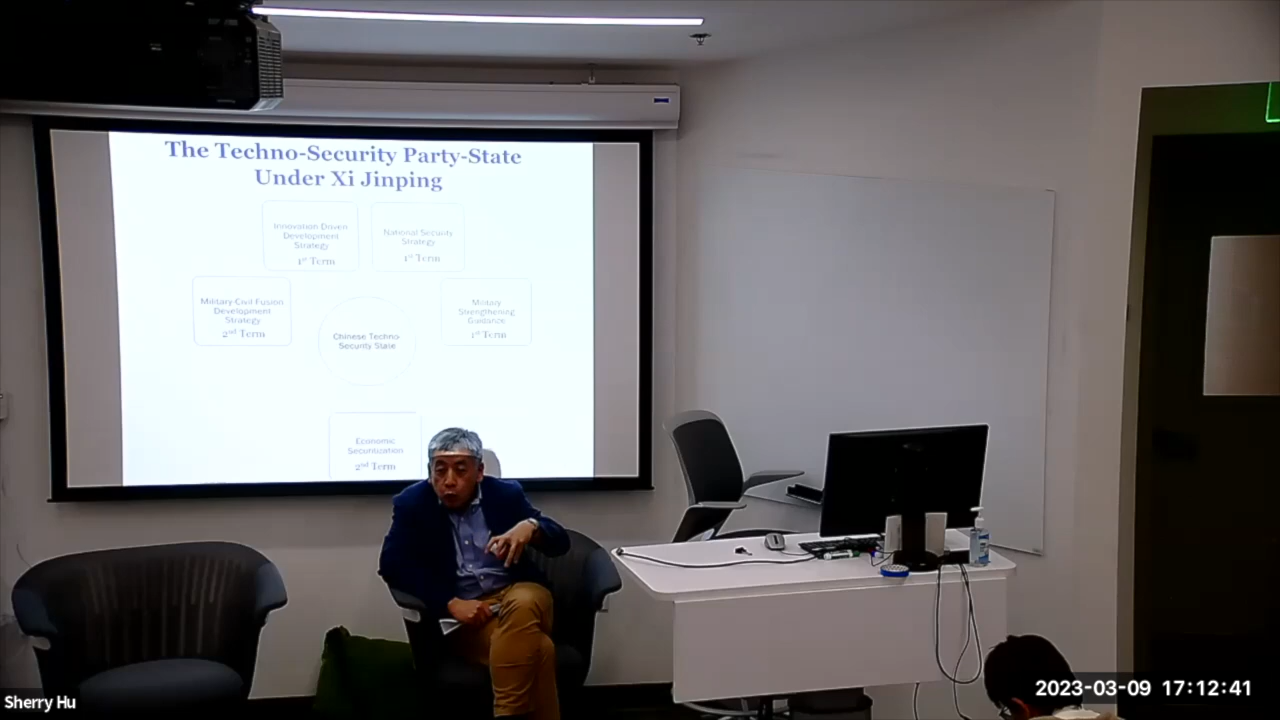 The Techno-Security Party-State
Under Xi Jinping
Innovation Driven
Development
Strategy
1st Term
National Security
Strategy
1st Term
Military-Civil Fusion
Development
Strategy
2nd Term
Chinese Techno-
Security State
Military
Strengthening
Guidance
1st Term
Economic
Securitization
2nd Term
Sherry Hu
2023-03-09 17:12:41